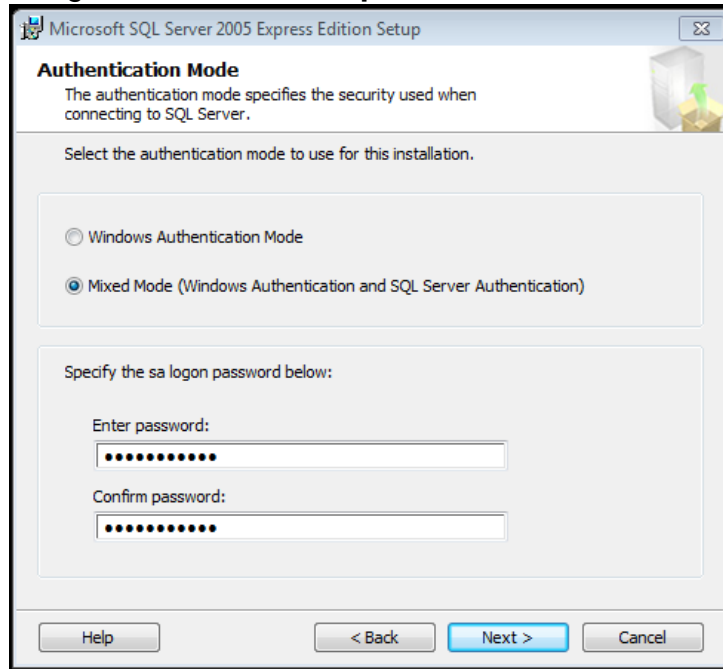 Microsoft SQL Server 2005 Express Edition Setup
Authentication Mode
The authentication mode specifies the security used when
connecting to SQL Server.
Select the authentication mode to use for this installation.
Windows Authentication Mode
Mixed Mode (Windows Authentication and SQL Server Authentication)
Specify the sa logon password below:
Enter password:
●●●●●●●●●●●
Confirm password:
●●●●●●●●●●●
Help
< Back
Next >
Cancel